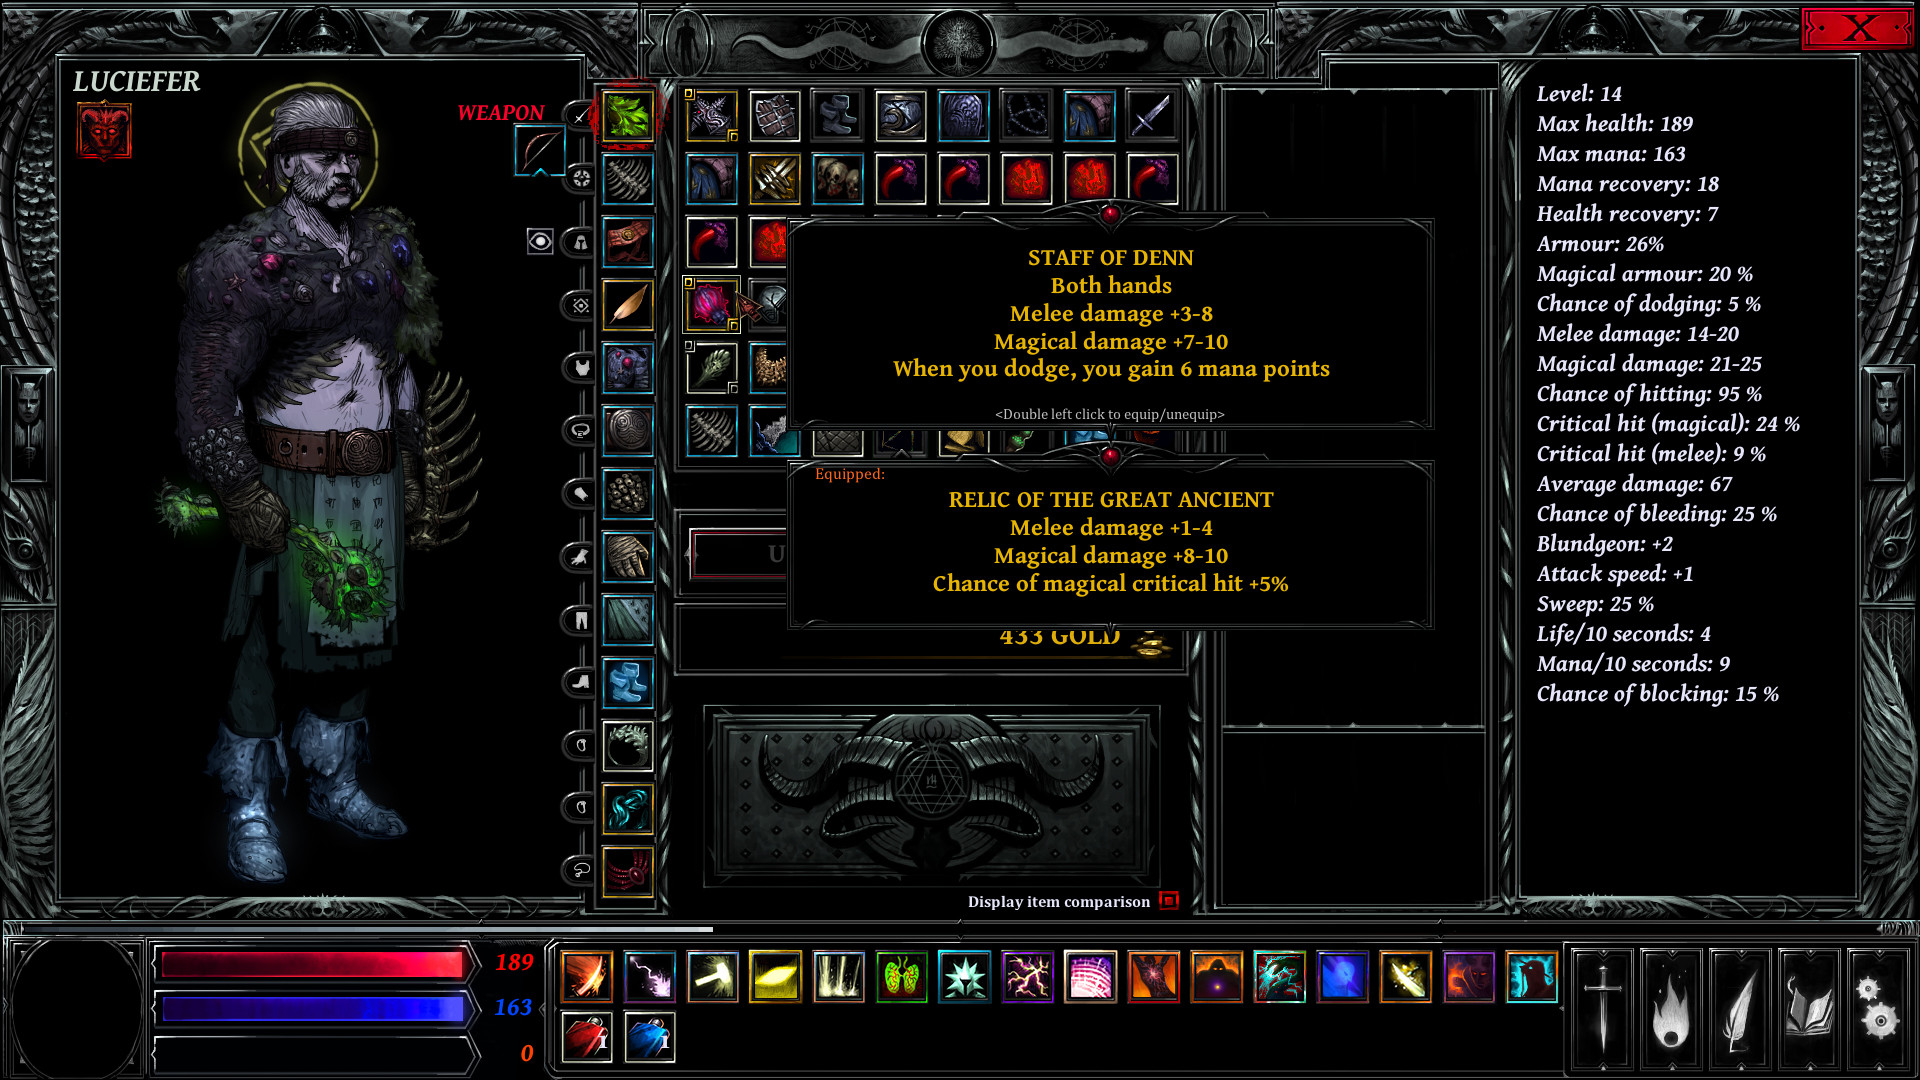 LUCIEFER
WEAPON
X
STAFF OF DENN
Both hands
Melee damage +3-8
Magical damage +7-10
When you dodge, you gain 6 mana points
<Double left click to equip/unequip>
Equipped:
RELIC OF THE GREAT ANCIENT
Melee damage +1-4
Magical damage +8-10
Chance of magical critical hit +5%
433 GOLD
Display item comparison
Level: 14
Max health: 189
Max mana: 163
Mana recovery: 18
Health recovery: 7
Armour: 26%
Magical armour: 20 %
Chance of dodging: 5 %
Melee damage: 14-20
Magical damage: 21-25
Chance of hitting: 95 %
Critical hit (magical): 24 %
Critical hit (melee): 9 %
Average damage: 67
Chance of bleeding: 25 %
Blundgeon: +2
Attack speed: +1
Sweep: 25 %
Life/10 seconds: 4
Mana/10 seconds: 9
Chance of blocking: 15 %
189
163
0
1
1